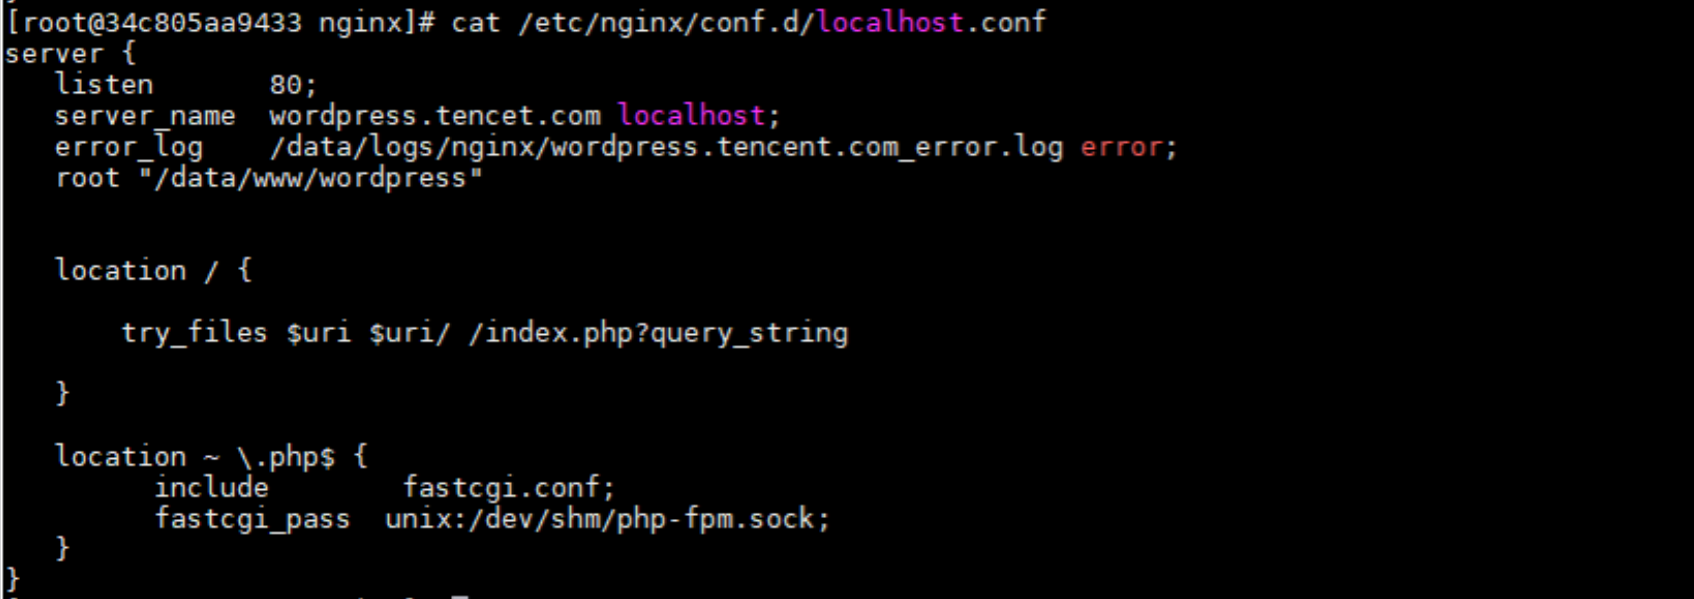 [root@34c805aa9433 nginx]# cat /etc/nginx/conf.d/localhost.conf
server {
listen 80;
server_name wordpress.tencet.com localhost;
error_log /data/logs/nginx/wordpress.tencent.com_error.log error;
root "/data/www/wordpress"
location / {
try_files $uri $uri/ /index.php?query_string
}
location ~ \.php$ {
include fastcgi.conf;
fastcgi_pass unix:/dev/shm/php-fpm.sock;
}
}